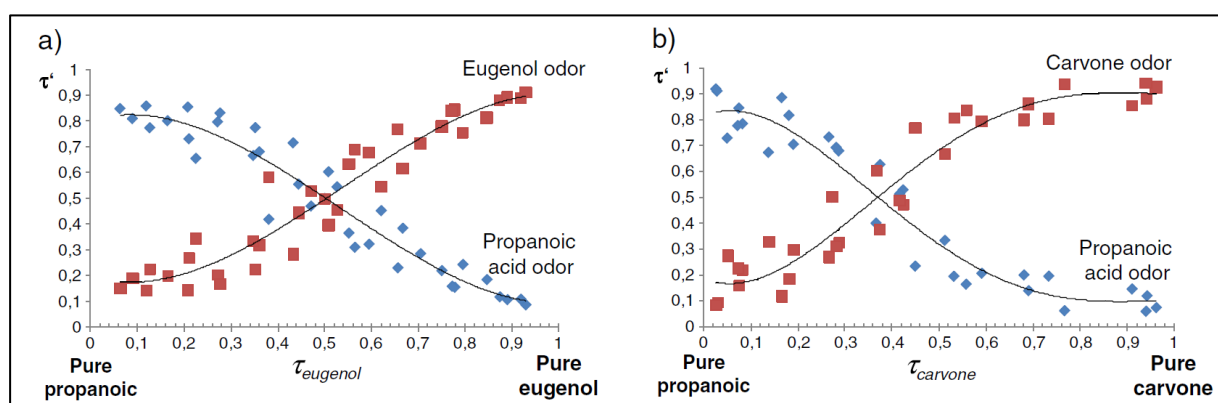 a)
τ‘
Eugenol odor
1
0,9
0,8
0,7
0,6
0,5
0,4
0,3
0,2
0,1
0
Propanoic
acid odor
0 0,1 0,2 0,3 0,4 0,5 0,6 0,7 0,8 0,9 1
Pure
propanoic
τeugenol
Pure
eugenol
b)
τ‘
Carvone odor
1
0,9
0,8
0,7
0,6
0,5
0,4
0,3
0,2
0,1
0
Propanoic
acid odor
0 0,1 0,2 0,3 0,4 0,5 0,6 0,7 0,8 0,9 1
Pure
propanoic
τcarvone
Pure
carvone